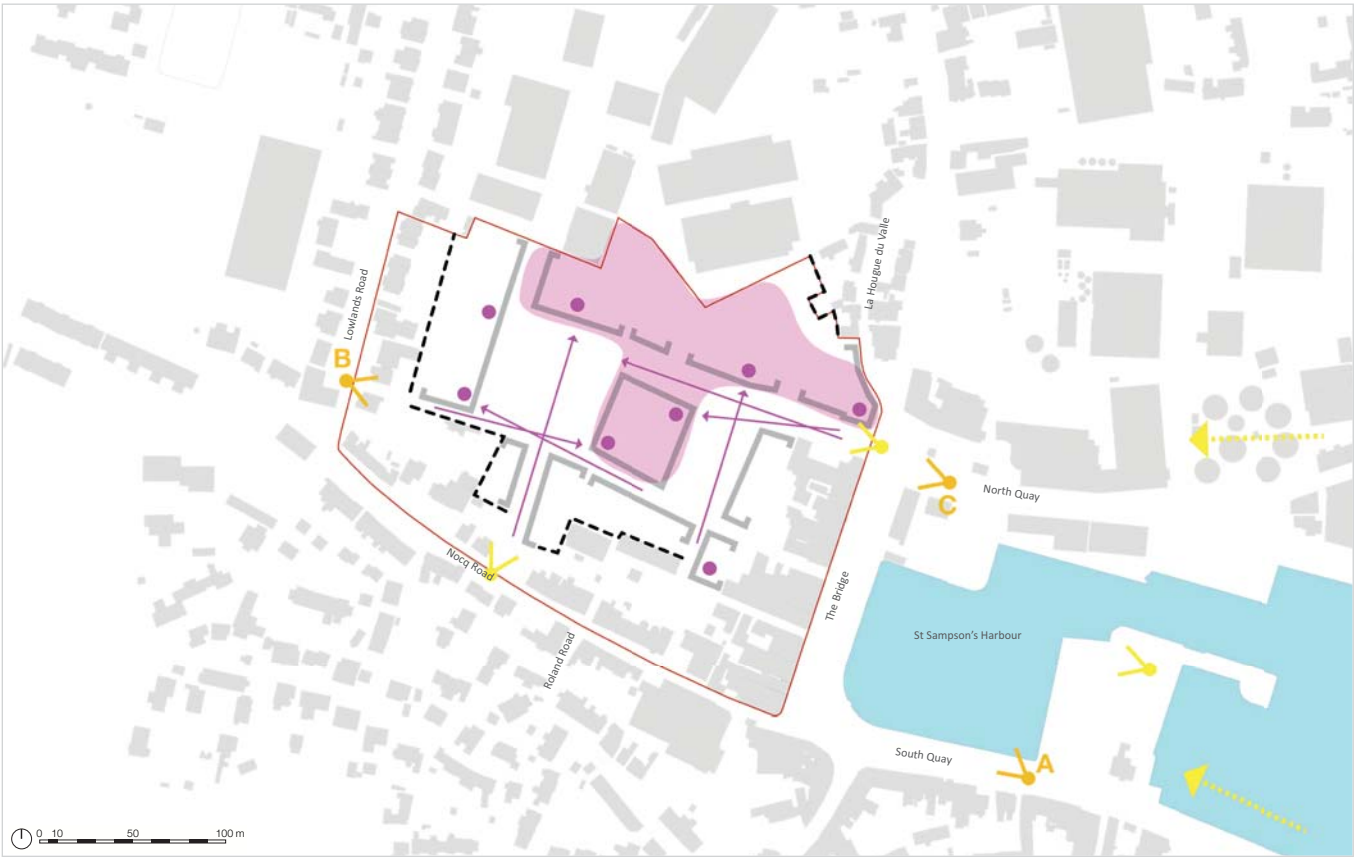 La Hougue du Valle
Lowlands Road
B
North Quay
C
Nocq Road
The Bridge
St Sampson's Harbour
Roland Road
South Quay
A
0 10 50 100 m